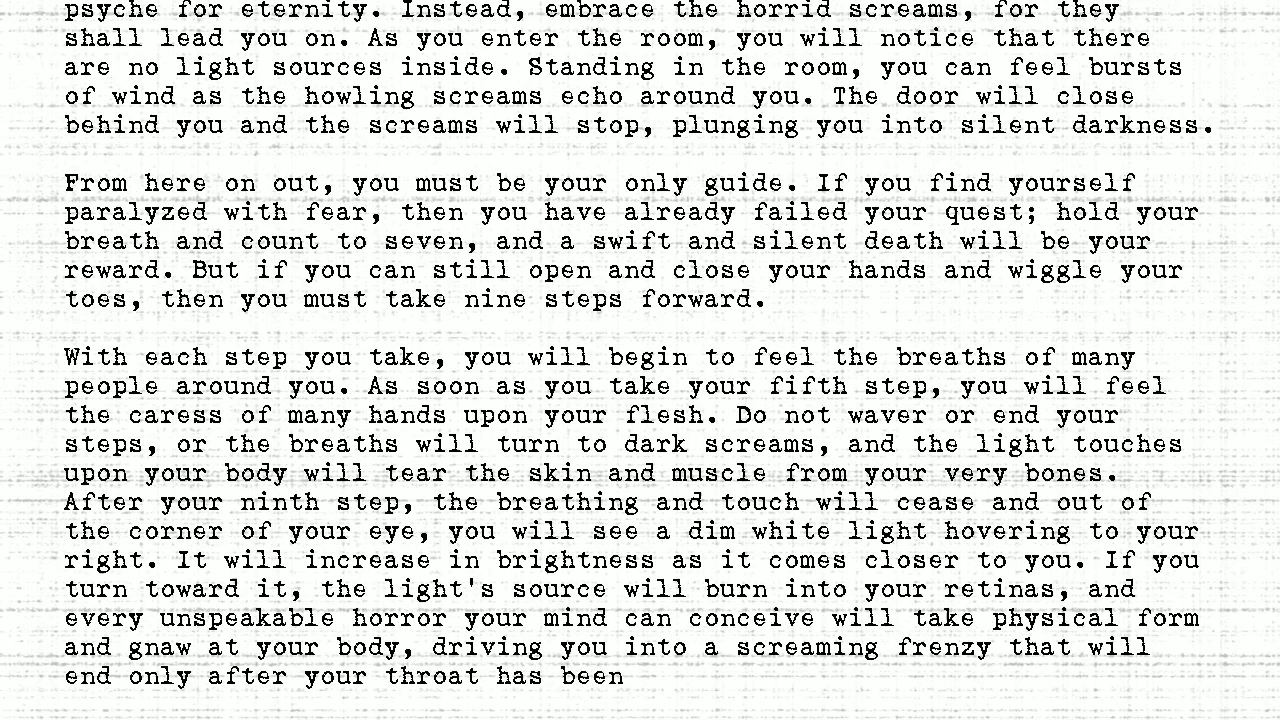 psyche for eternity. Instead, embrace the horrid screams, for they
shall lead you on. As you enter the room, you will notice that there
are no light sources inside. Standing in the room, you can feel bursts
of wind as the howling screams echo around you. The door will close
behind you and the screams will stop, plunging you into silent darkness.
From here on out, you must be your only guide. If you find yourself
paralyzed with fear, then you have already failed your quest; hold your
breath and count to seven, and a swift and silent death will be your
reward. But if you can still open and close your hands and wiggle your
toes, then you must take nine steps forward.
With each step you take, you will begin to feel the breaths of many
people around you. As soon as you take your fifth step, you will feel
the caress of many hands upon your flesh. Do not waver or end your
steps, or the breaths will turn to dark screams, and the light touches
upon your body will tear the skin and muscle from your very bones.
After your ninth step, the breathing and touch will cease and out of
the corner of your eye, you will see a dim white light hovering to your
right. It will increase in brightness as it comes closer to you. If you
turn toward it, the light's source will burn into your retinas, and
every unspeakable horror your mind can conceive will take physical form
and gnaw at your body, driving you into a screaming frenzy that will
end only after your throat has been